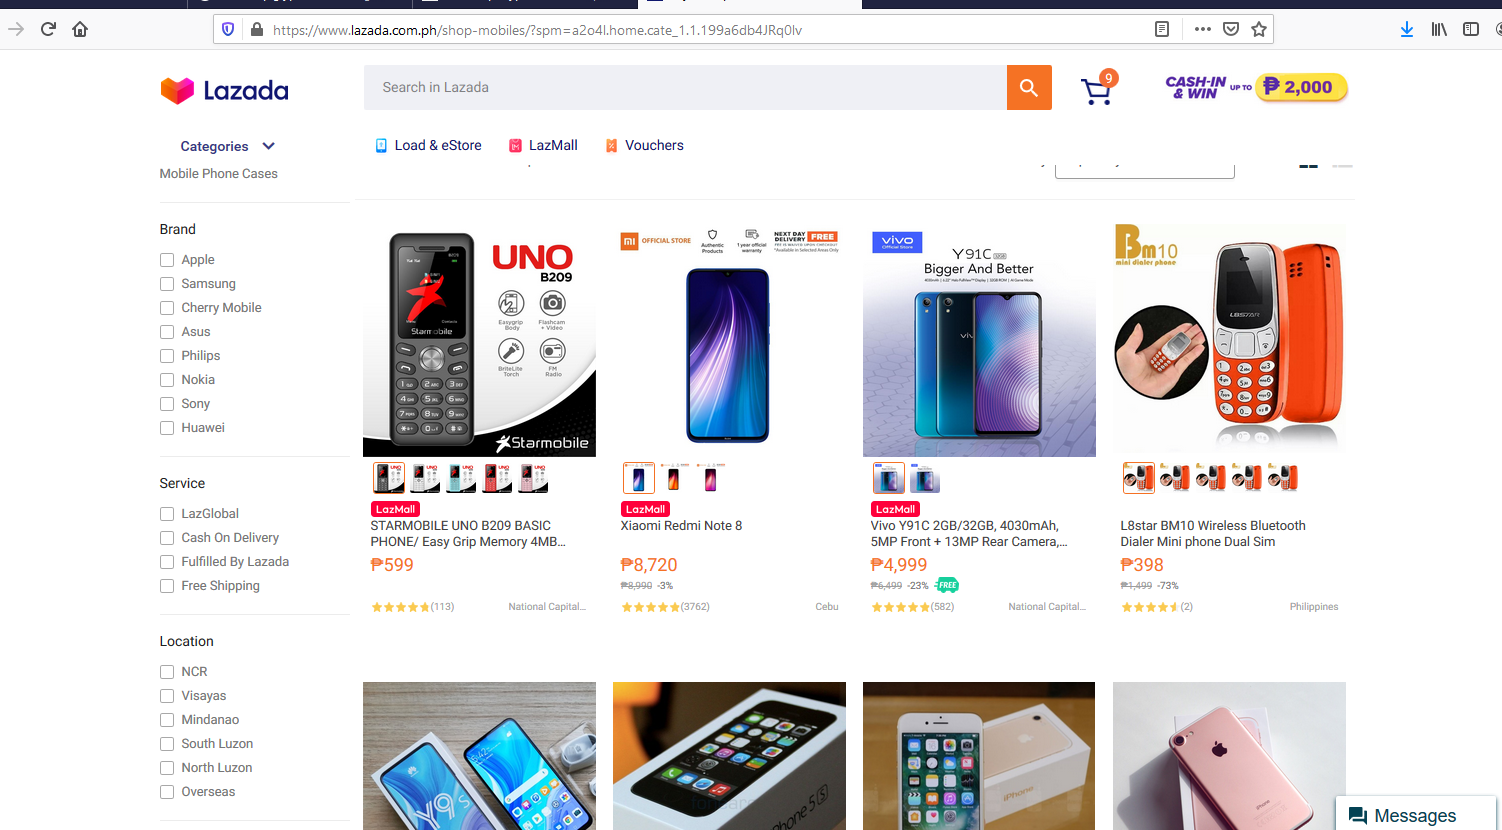 https://www.lazada.com.ph/shop-mobiles/?spm=a2o4l.home.cate_1.1.199a6db4JRq0lv
Lazada
Search in Lazada
9
CASH-IN & WIN UP TO ₱ 2,000
Categories
Load & eStore
LazMall
Vouchers
Mobile Phone Cases
Brand
Apple
Samsung
Cherry Mobile
Asus
Philips
Nokia
Sony
Huawei
Service
LazGlobal
Cash On Delivery
Fulfilled By Lazada
Free Shipping
Location
NCR
Visayas
Mindanao
South Luzon
North Luzon
Overseas
UNO
B209
Easygrip Body
Flashcam + Video
BriteLite Torch
FM Radio
Starmobile
Starmobile
LazMall
STARMOBILE UNO B209 BASIC
PHONE/ Easy Grip Memory 4MB…
₱599
(113)
National Capital…
mi OFFICIAL STORE
Authentic Products
1 year official warranty
NEXT DAY DELIVERY FREE
LazMall
Xiaomi Redmi Note 8
₱8,720
₱8,990 -3%
(3762)
Cebu
vivo
Official Store
Y91C
Bigger And Better
LazMall
Vivo Y91C 2GB/32GB, 4030mAh,
5MP Front + 13MP Rear Camera,…
₱4,999
₱6,499 -23% FREE
(582)
National Capital…
Bm10
mini dialer phone
L8STAR
L8star BM10 Wireless Bluetooth
Dialer Mini phone Dual Sim
₱398
₱1,499 -73%
(2)
Philippines
Y9s
iPhone 5S
iPhone
Messages